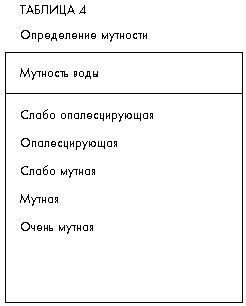 ТАБЛИЦА 4
Определение мутности
Мутность воды
Слабо опалесцирующая
Опалесцирующая
Слабо мутная
Мутная
Очень мутная